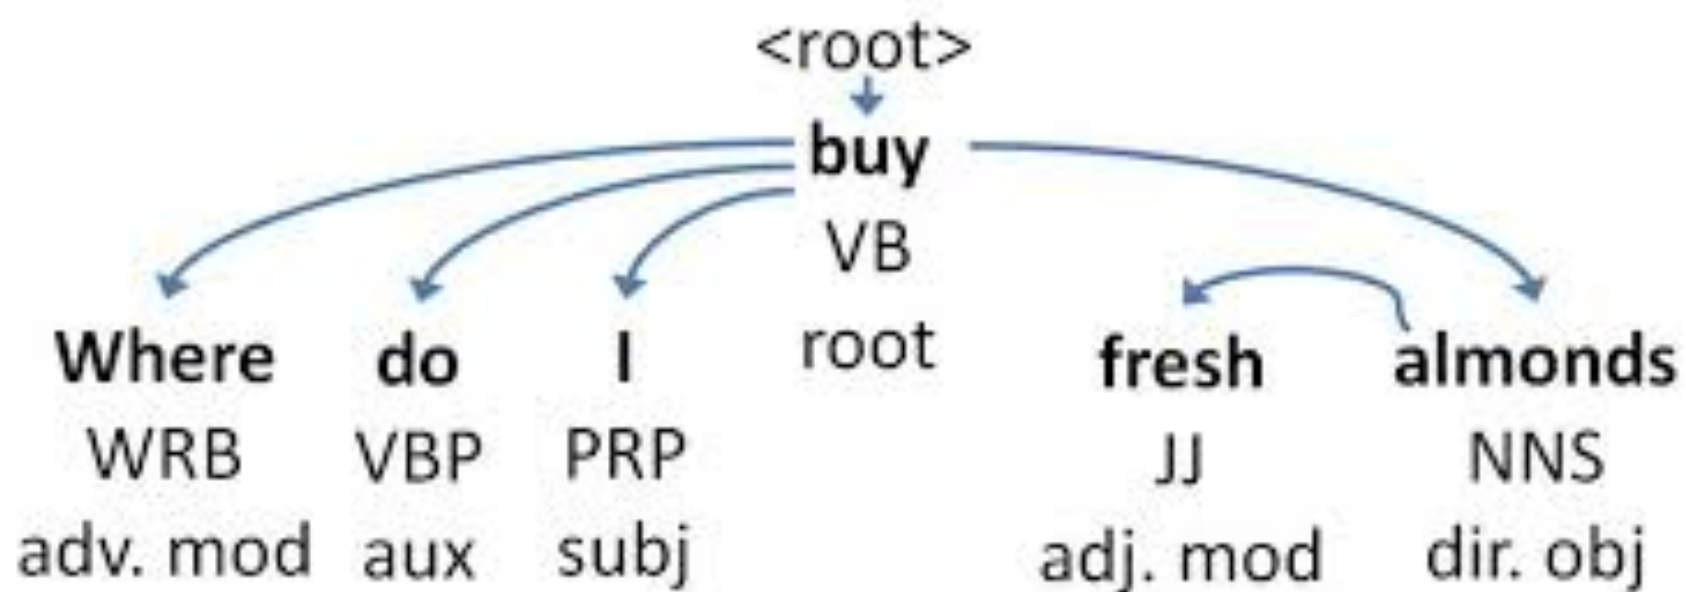 <root>
buy
VB
root
Where do I fresh almonds
WRB VBP PRP JJ NNS
adv. mod aux subj adj. mod dir. obj